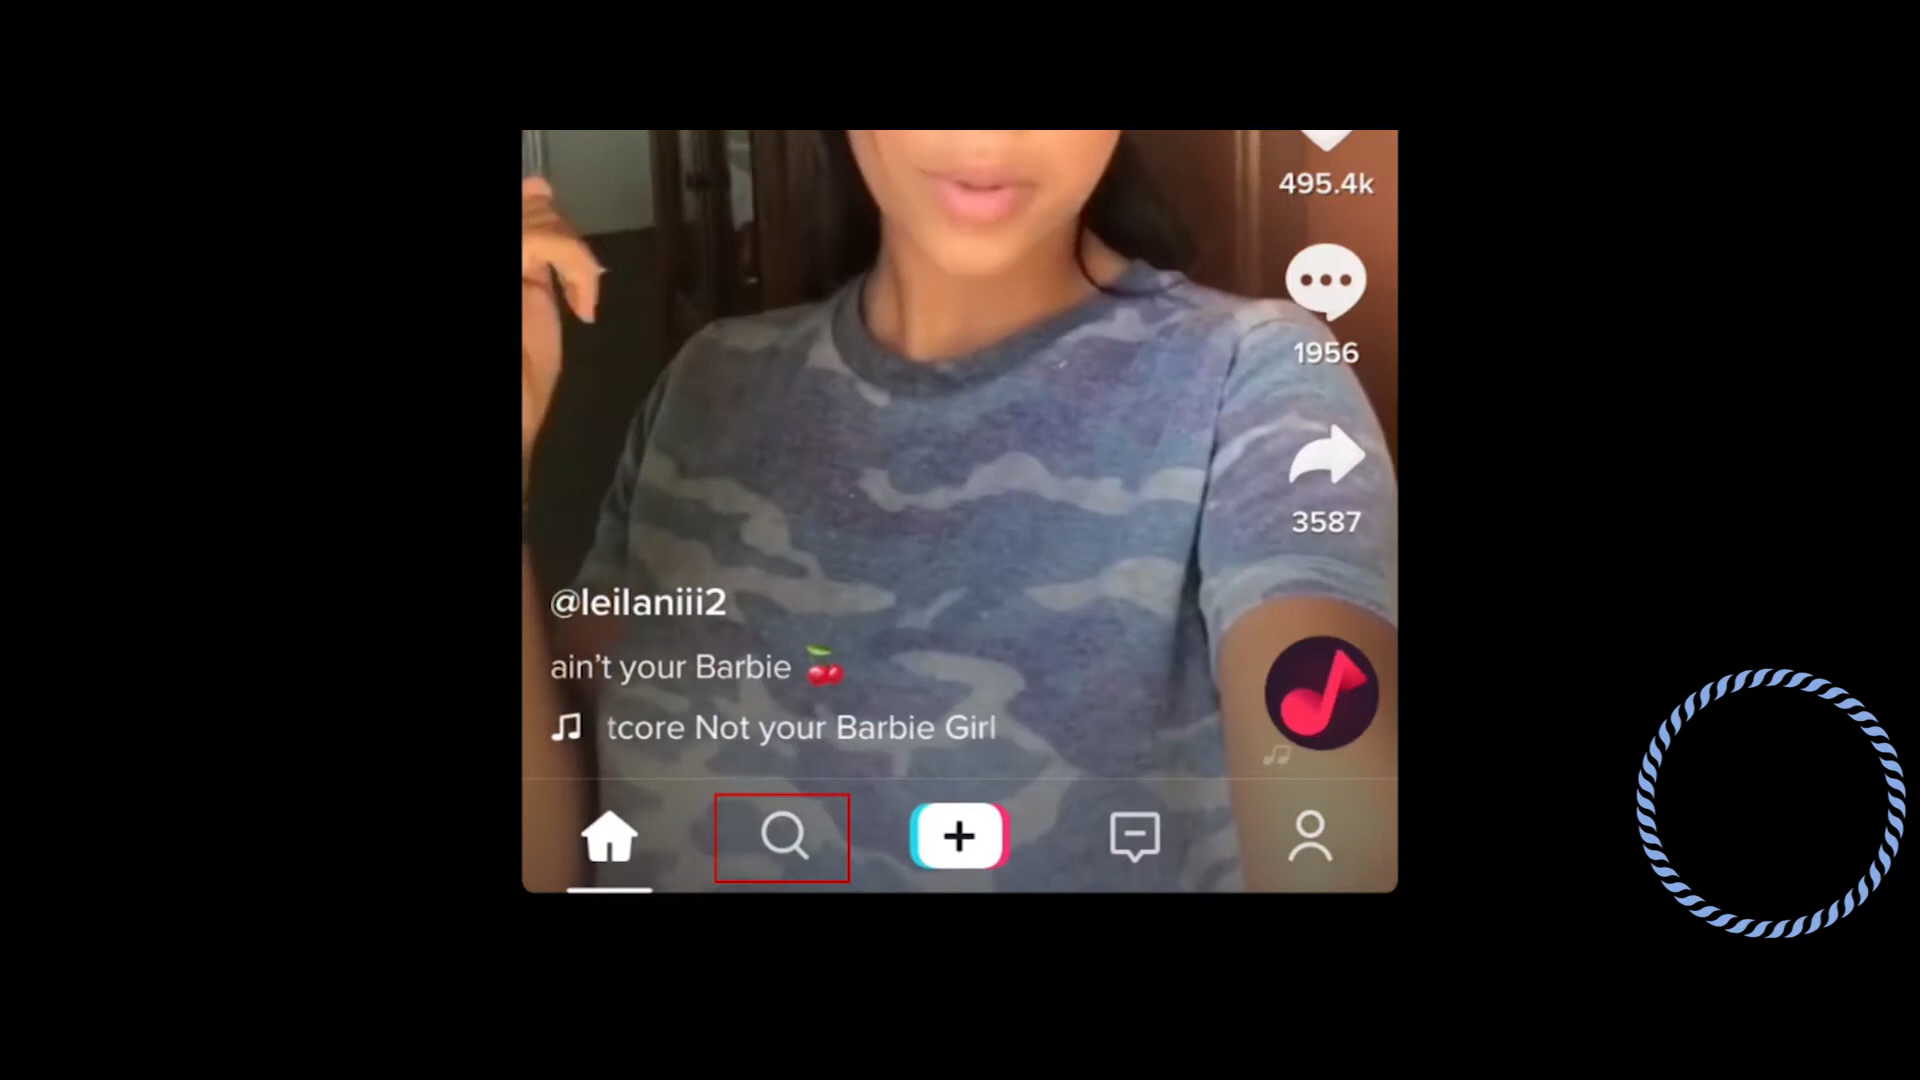 495.4k
1956
3587
@leilaniii2
ain't your Barbie 🍒
tcore Not your Barbie Girl